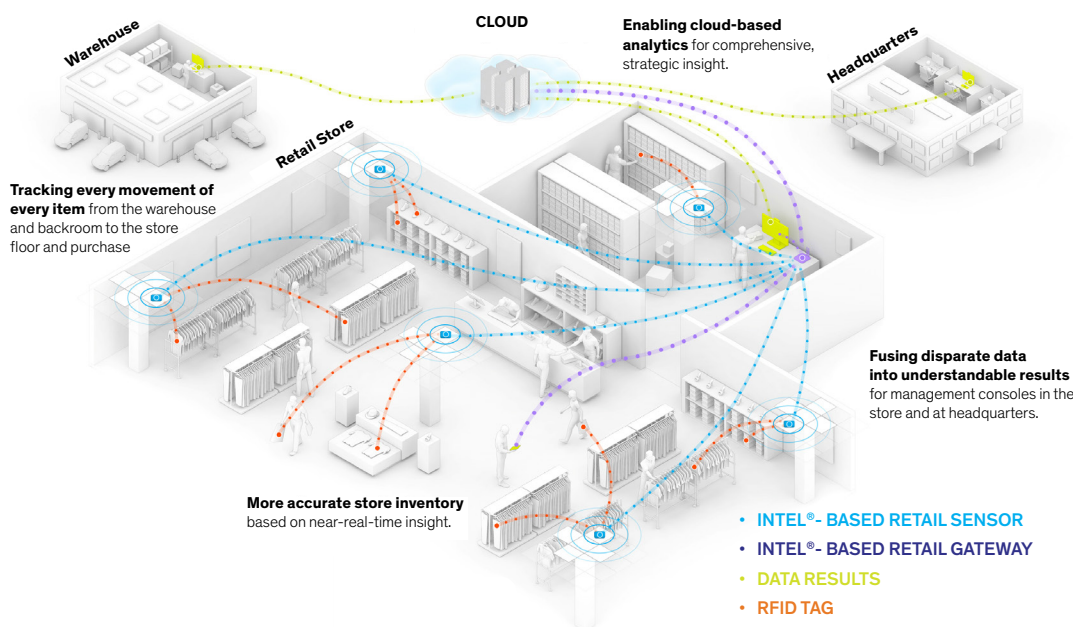 CLOUD
Warehouse
Enabling cloud-based
analytics for comprehensive,
strategic insight.
Headquarters
Retail Store
Tracking every movement of
every item from the warehouse
and backroom to the store
floor and purchase
Fusing disparate data
into understandable results
for management consoles in the
store and at headquarters.
More accurate store inventory
based on near-real-time insight.
• INTEL®- BASED RETAIL SENSOR
• INTEL®- BASED RETAIL GATEWAY
• DATA RESULTS
• RFID TAG